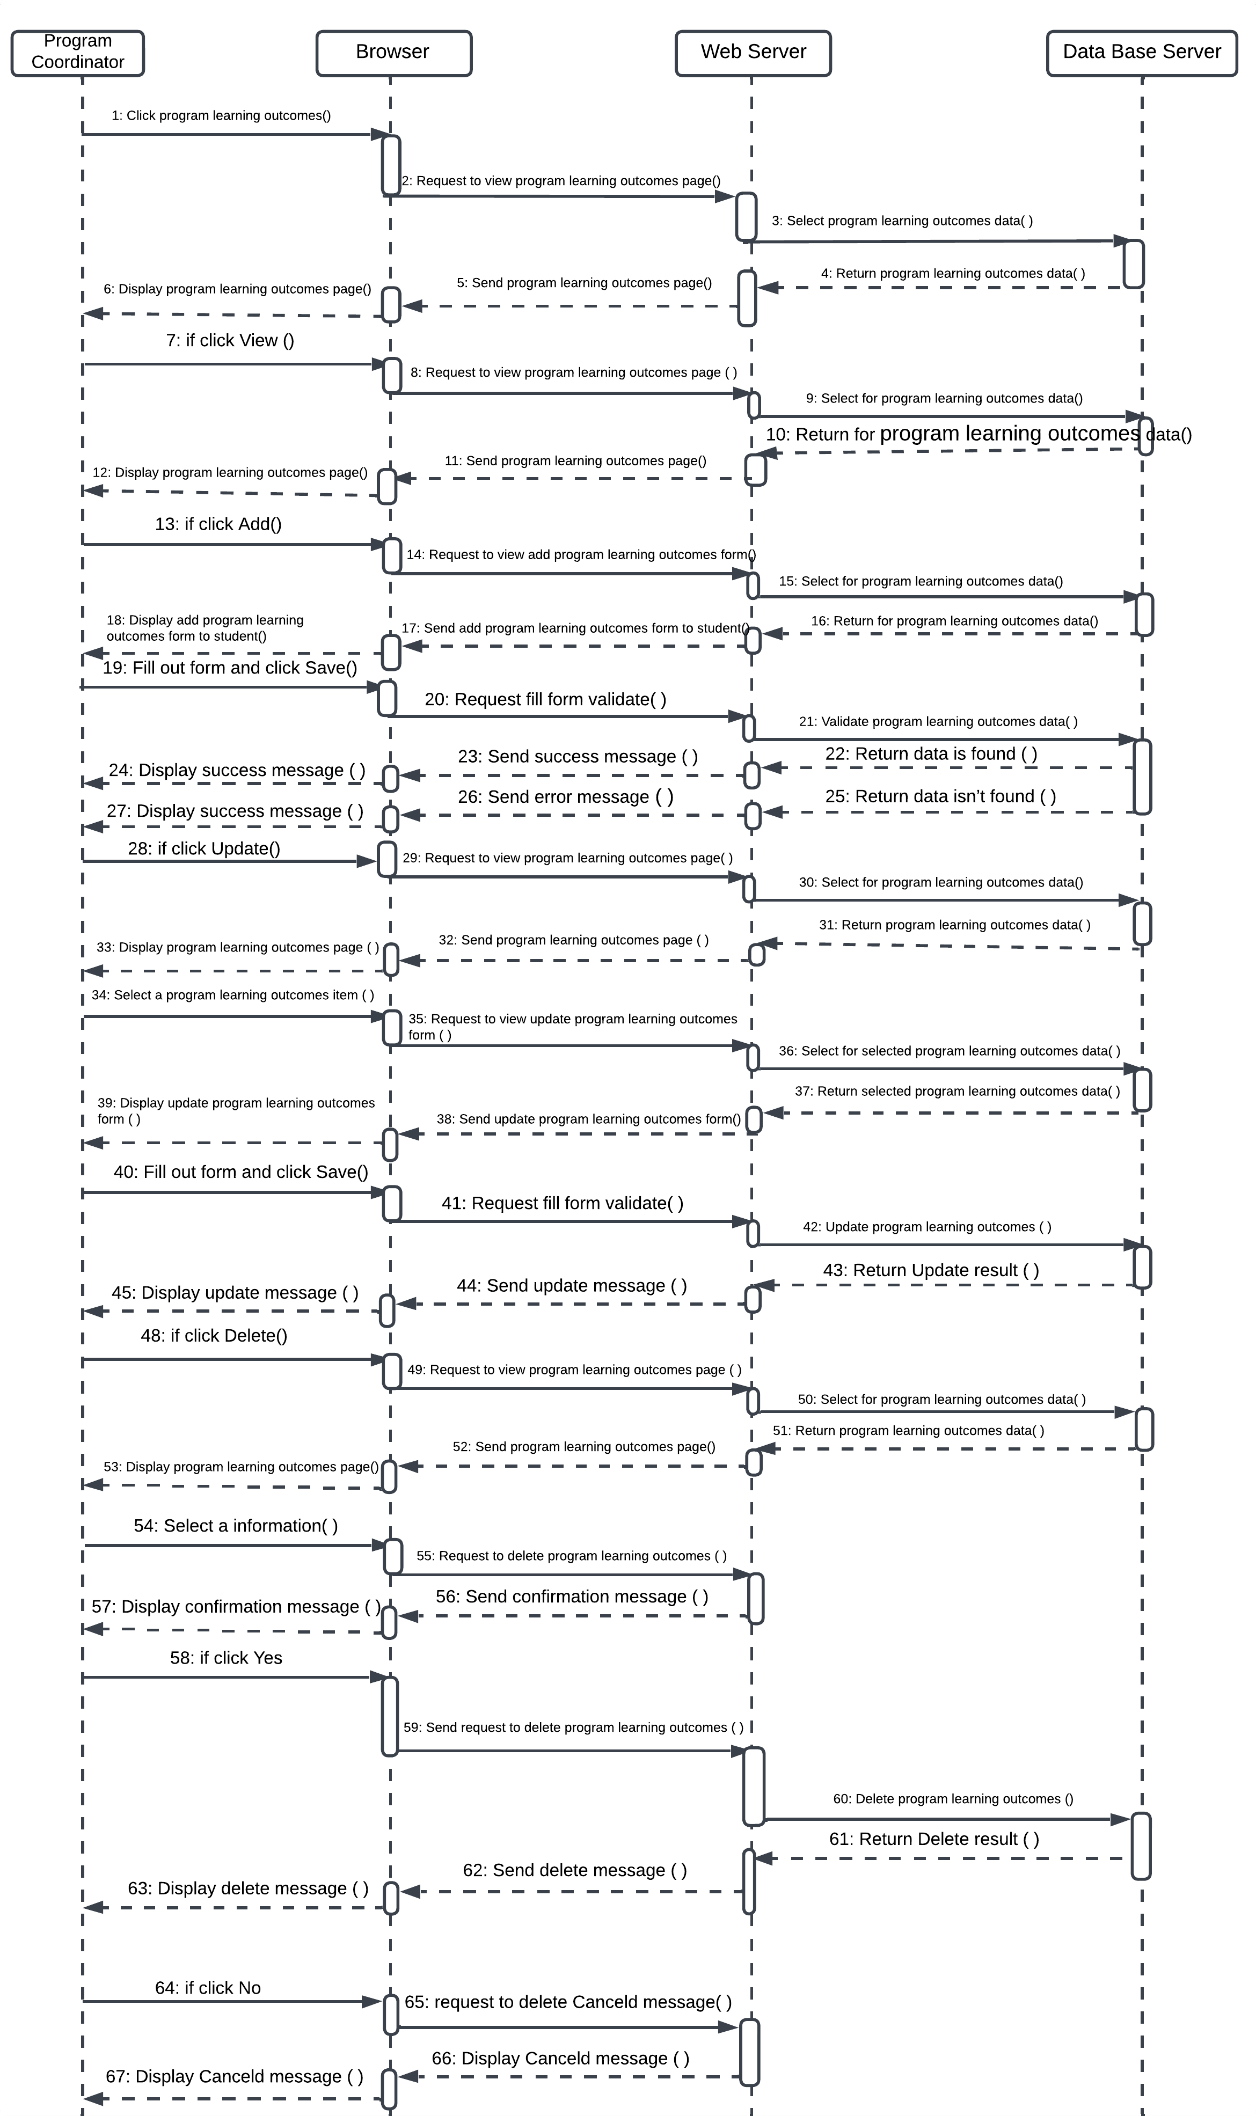 Program
Coordinator
Browser
Web Server
Data Base Server
1: Click program learning outcomes()
2: Request to view program learning outcomes page()
3: Select program learning outcomes data( )
4: Return program learning outcomes data( )
5: Send program learning outcomes page()
6: Display program learning outcomes page()
7: if click View ()
8: Request to view program learning outcomes page ( )
9: Select for program learning outcomes data()
10: Return for program learning outcomes data()
11: Send program learning outcomes page()
12: Display program learning outcomes page()
13: if click Add()
14: Request to view add program learning outcomes form()
15: Select for program learning outcomes data()
16: Return for program learning outcomes data()
17: Send add program learning outcomes form to student()
18: Display add program learning
outcomes form to student()
19: Fill out form and click Save()
20: Request fill form validate( )
21: Validate program learning outcomes data( )
22: Return data is found ( )
23: Send success message ( )
24: Display success message ( )
25: Return data isn't found ( )
26: Send error message ( )
27: Display success message ( )
28: if click Update()
29: Request to view program learning outcomes page( )
30: Select for program learning outcomes data()
31: Return program learning outcomes data( )
32: Send program learning outcomes page ( )
33: Display program learning outcomes page ( )
34: Select a program learning outcomes item ( )
35: Request to view update program learning outcomes
form ( )
36: Select for selected program learning outcomes data( )
37: Return selected program learning outcomes data( )
38: Send update program learning outcomes form()
39: Display update program learning outcomes
form ( )
40: Fill out form and click Save()
41: Request fill form validate( )
42: Update program learning outcomes ( )
43: Return Update result ( )
44: Send update message ( )
45: Display update message ( )
48: if click Delete()
49: Request to view program learning outcomes page ( )
50: Select for program learning outcomes data( )
51: Return program learning outcomes data( )
52: Send program learning outcomes page()
53: Display program learning outcomes page()
54: Select a information( )
55: Request to delete program learning outcomes ( )
56: Send confirmation message ( )
57: Display confirmation message ( )
58: if click Yes
59: Send request to delete program learning outcomes ( )
60: Delete program learning outcomes ()
61: Return Delete result ( )
62: Send delete message ( )
63: Display delete message ( )
64: if click No
65: request to delete Canceld message( )
66: Display Canceld message ( )
67: Display Canceld message ( )